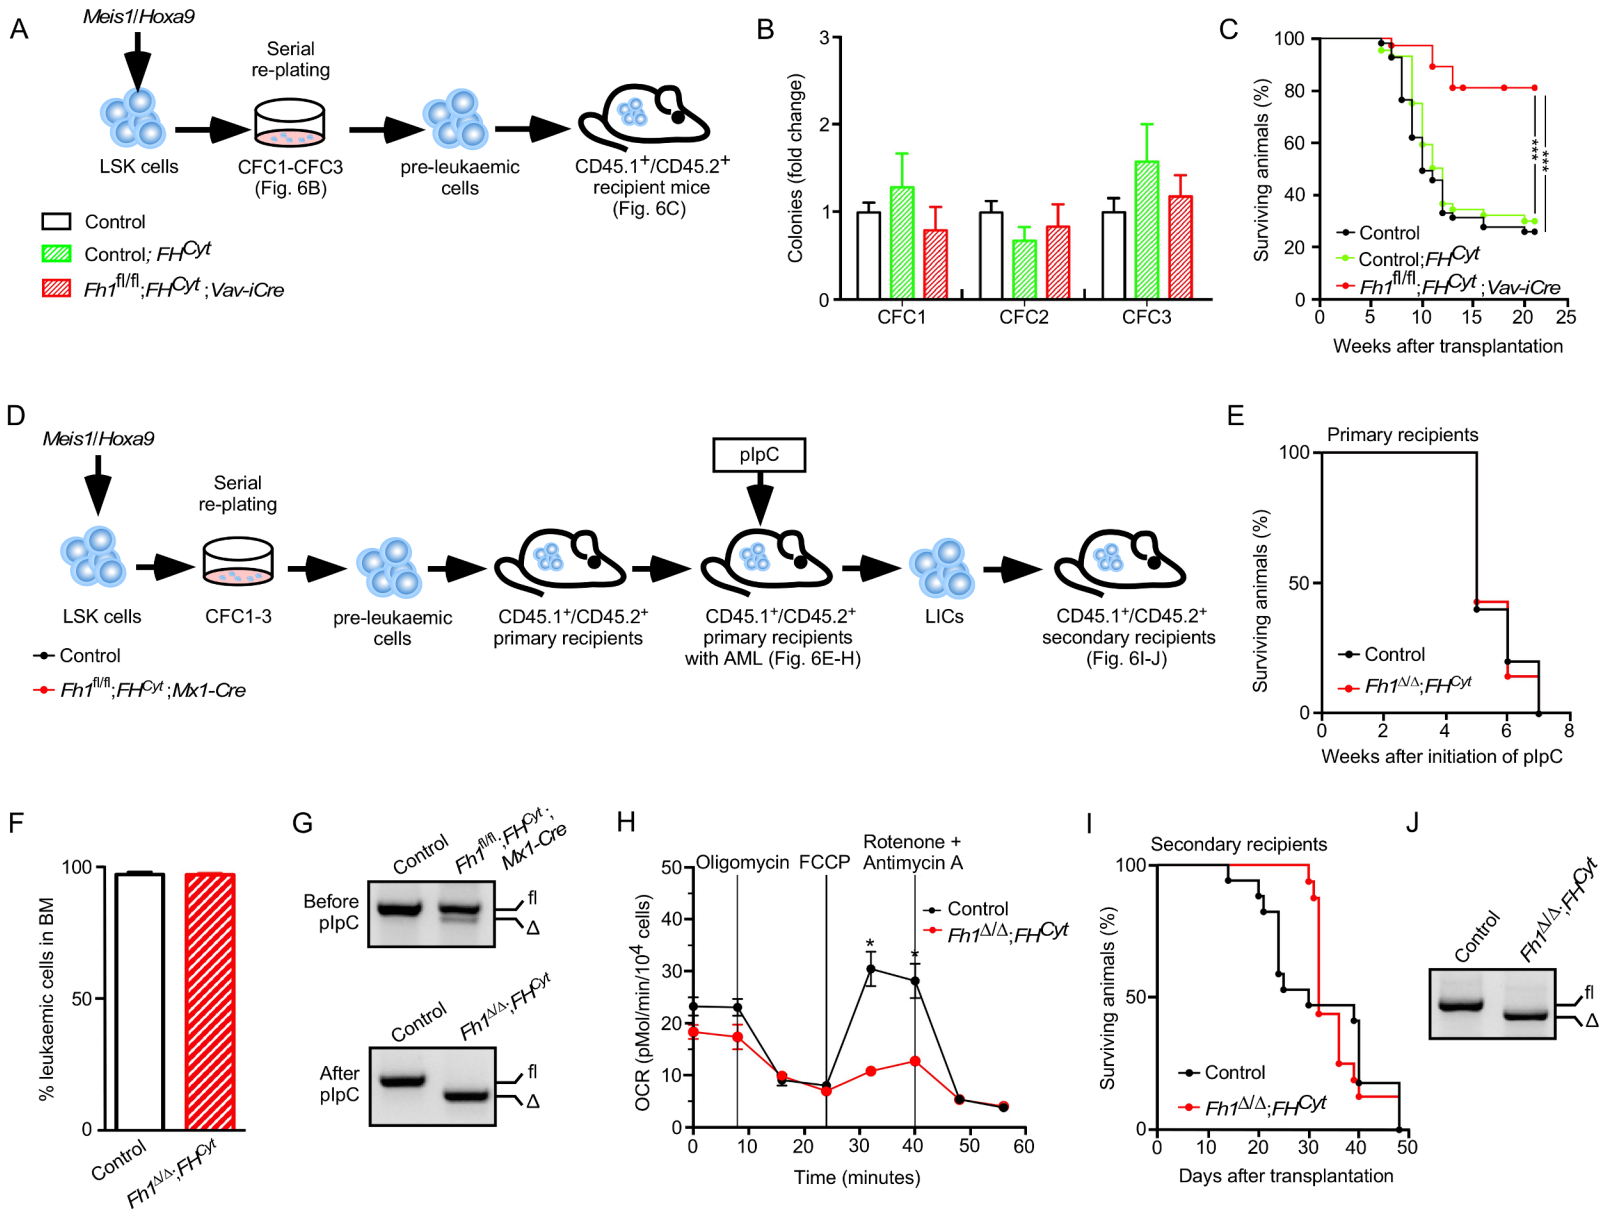 A
Meis1/Hoxa9
Serial
re-plating
LSK cells
CFC1-CFC3
(Fig. 6B)
pre-leukaemic
cells
CD45.1+/CD45.2+
recipient mice
(Fig. 6C)
Control
Control; FHCyt
Fh1fl/fl;FHCyt;Vav-iCre
B
Colonies (fold change)
3
2
1
0
CFC1
CFC2
CFC3
C
Surviving animals (%)
100
80
60
40
20
0
***
***
Control
Control;FHCyt
Fh1fl/fl;FHCyt;Vav-iCre
0 5 10 15 20 25
Weeks after transplantation
D
Meis1/Hoxa9
Serial
re-plating
pIpC
LSK cells
CFC1-3
pre-leukaemic
cells
CD45.1+/CD45.2+
primary recipients
CD45.1+/CD45.2+
primary recipients
with AML (Fig. 6E-H)
LICs
CD45.1+/CD45.2+
secondary recipients
(Fig. 6I-J)
Control
Fh1fl/fl;FHCyt;Mx1-Cre
E
Primary recipients
Surviving animals (%)
100
50
0
Control
Fh1Δ/Δ;FHCyt
0 2 4 6 8
Weeks after initiation of pIpC
F
% leukaemic cells in BM
100
50
0
Control
Fh1Δ/Δ;FHCyt
G
Control
Fh1fl/fl;FHCyt;
Mx1-Cre
Before
pIpC
fl
Δ
Control
Fh1Δ/Δ;FHCyt
After
pIpC
fl
Δ
H
Oligomycin
FCCP
Rotenone +
Antimycin A
OCR (pMol/min/104 cells)
50
40
30
20
10
0
*
*
Control
Fh1Δ/Δ;FHCyt
0 10 20 30 40 50 60
Time (minutes)
I
Secondary recipients
Surviving animals (%)
100
50
0
Control
Fh1Δ/Δ;FHCyt
0 10 20 30 40 50
Days after transplantation
J
Control
Fh1Δ/Δ;FHCyt
fl
Δ